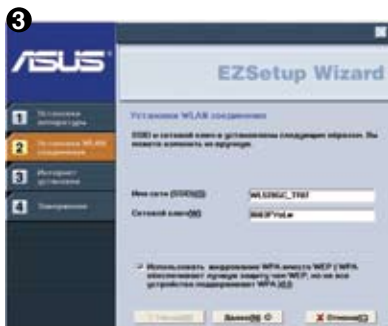 3
ASUS
EZSetup Wizard
1 Установка аппаратуры
2 Установка WLAN соединения
3 Интернет установки
4 Завершение
Установка WLAN соединения
SSID и сетевой ключ установлены следующим образом. Вы можете изменить их вручную.
Имя сети (SSID)(S)
Сетевой ключ(W)
Использовать шифрование WPA вместо WEP ( WPA
обеспечивает лучшую защиту чем WEP, но не все
устройства поддерживают WPA.)
Далее(N)
Отмена(C)